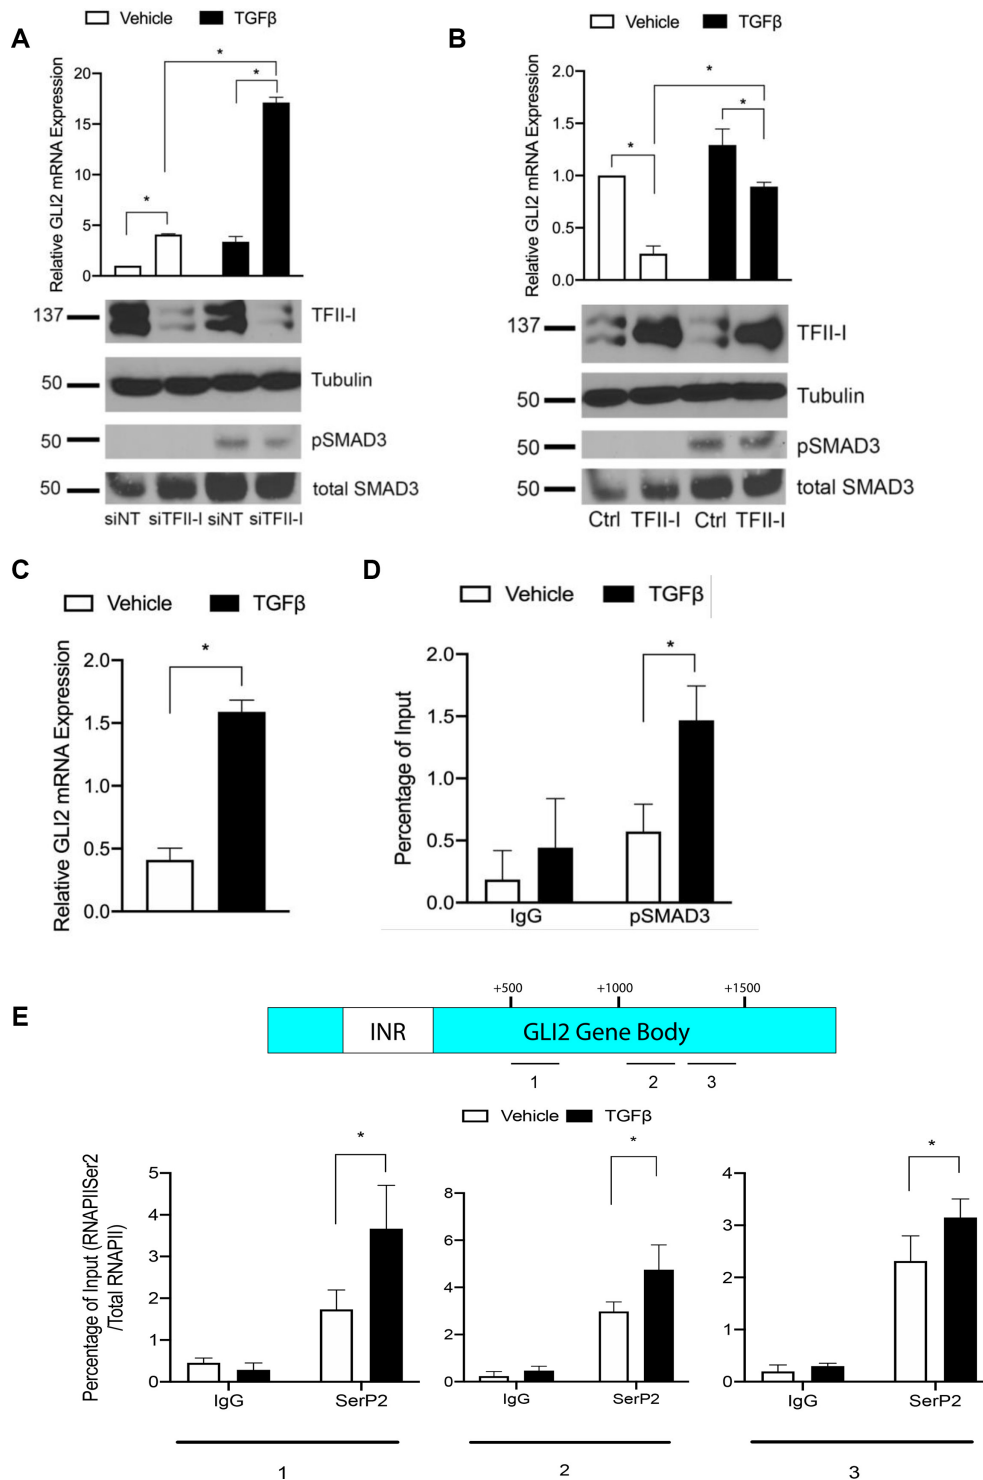 Vehicle TGFβ
A
Relative GLI2 mRNA Expression
20
15
10
5
0
* * * 
137 TFII-I
50 Tubulin
50 pSMAD3
50 total SMAD3
siNT siTFII-I siNT siTFII-I
Vehicle TGFβ
B
Relative GLI2 mRNA Expression
2.0
1.5
1.0
0.5
0.0
* * * *
137 TFII-I
50 Tubulin
50 pSMAD3
50 total SMAD3
Ctrl TFII-I Ctrl TFII-I
C
Vehicle TGFβ
Relative GLI2 mRNA Expression
2.0
1.5
1.0
0.5
0.0
*
D
Vehicle TGFβ
Percentage of Input
2.0
1.5
1.0
0.5
0.0
*
IgG pSMAD3
E
+500 +1000 +1500
INR GLI2 Gene Body
1 2 3
Vehicle TGFβ
Percentage of Input (RNAPIISer2
/Total RNAPII)
5
4
3
2
1
0
*
IgG SerP2
1
8
6
4
2
0
*
IgG SerP2
2
4
3
2
1
0
*
IgG SerP2
3